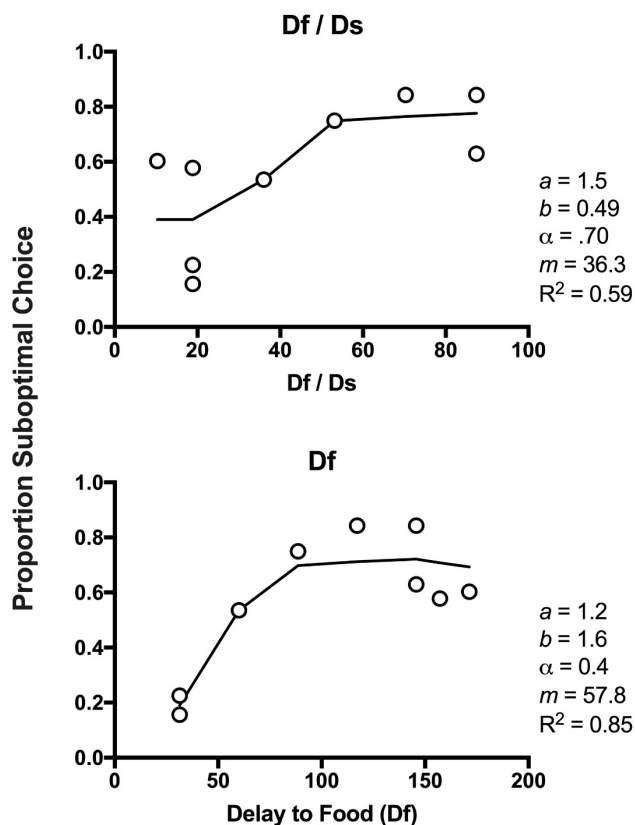 Df / Ds
Proportion Suboptimal Choice
1.0
0.8
0.6
0.4
0.2
0.0
0
20
40
60
80
100
Df / Ds
a = 1.5
b = 0.49
α = .70
m = 36.3
R² = 0.59
Df
1.0
0.8
0.6
0.4
0.2
0.0
0
50
100
150
200
Delay to Food (Df)
a = 1.2
b = 1.6
α = 0.4
m = 57.8
R² = 0.85